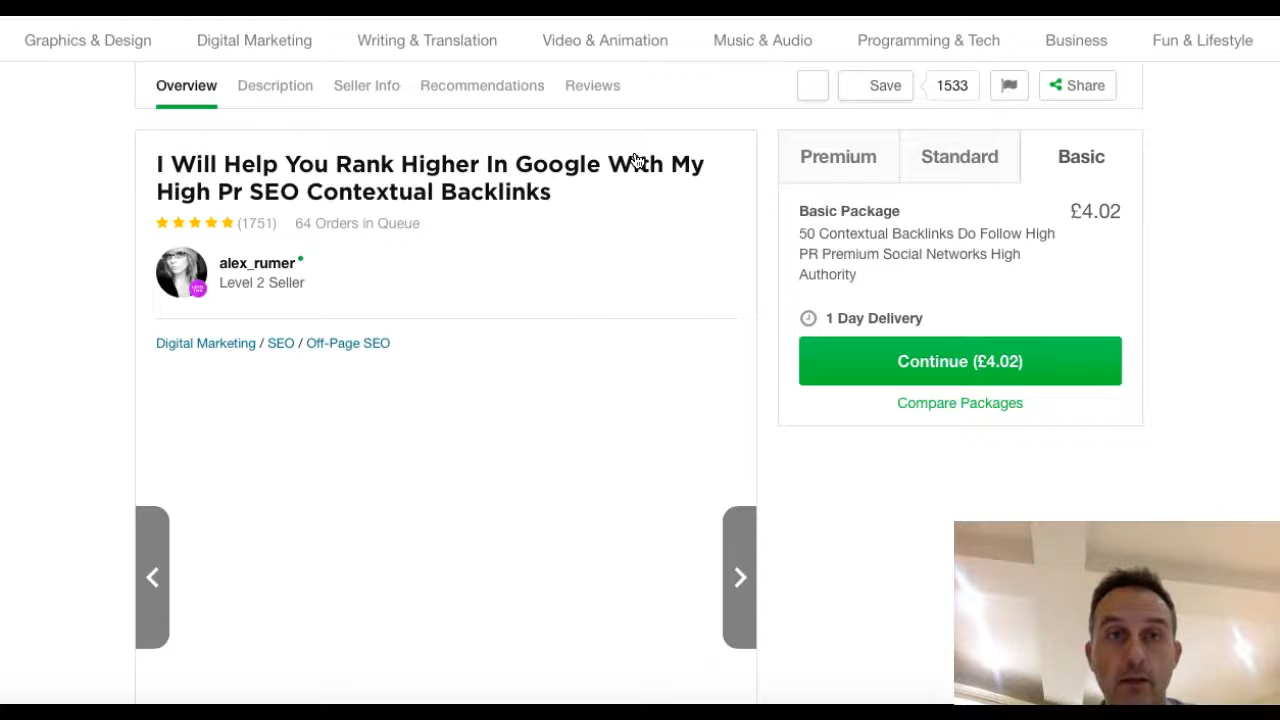 Graphics & Design Digital Marketing Writing & Translation Video & Animation Music & Audio Programming & Tech Business Fun & Lifestyle
Overview Description Seller Info Recommendations Reviews Save 1533 Share
I Will Help You Rank Higher In Google With My
High Pr SEO Contextual Backlinks
(1751) 64 Orders in Queue
alex_rumer
Level 2 Seller
Digital Marketing / SEO / Off-Page SEO
Premium Standard Basic
Basic Package £4.02
50 Contextual Backlinks Do Follow High
PR Premium Social Networks High
Authority
1 Day Delivery
Continue (£4.02)
Compare Packages